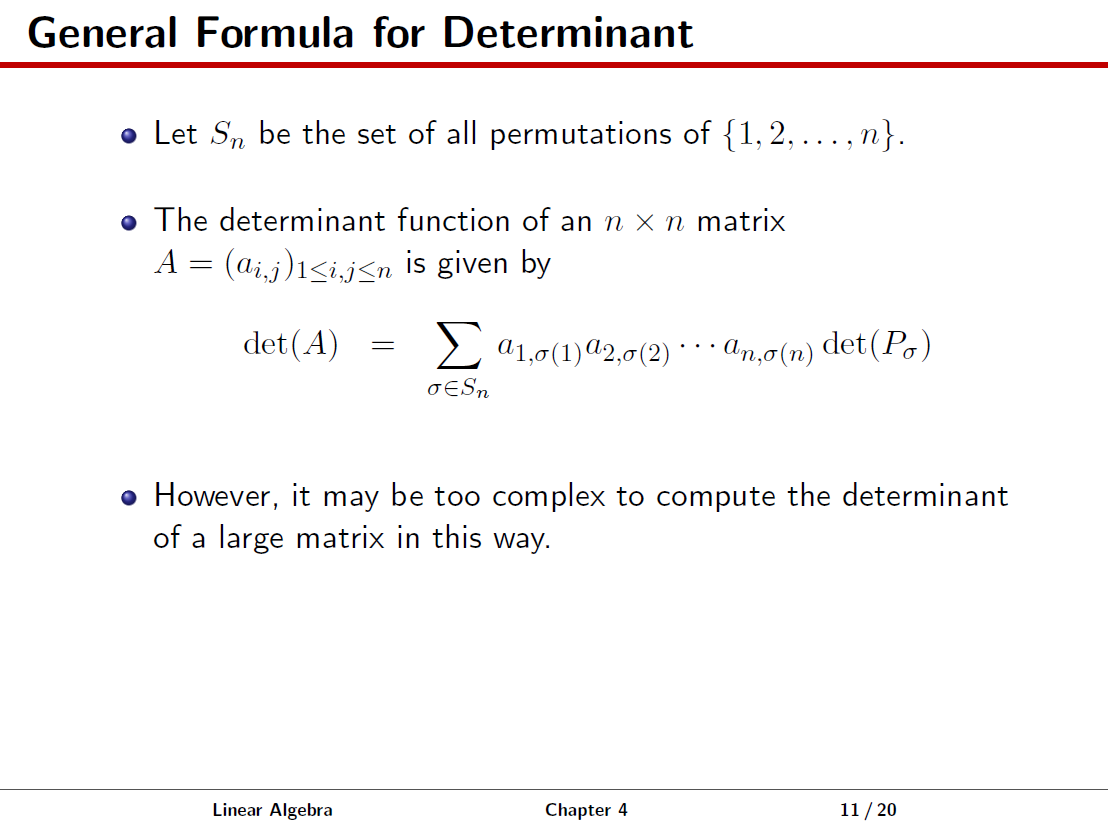 General Formula for Determinant
Let Sₙ be the set of all permutations of {1, 2, . . . , n}.
The determinant function of an n × n matrix
A = (a_{i,j})_{1≤i,j≤n} is given by
det(A) = ∑_{σ∈Sₙ} a_{1,σ(1)}a_{2,σ(2)} · · · a_{n,σ(n)} det(P_σ)
However, it may be too complex to compute the determinant
of a large matrix in this way.
Linear Algebra Chapter 4 11 / 20